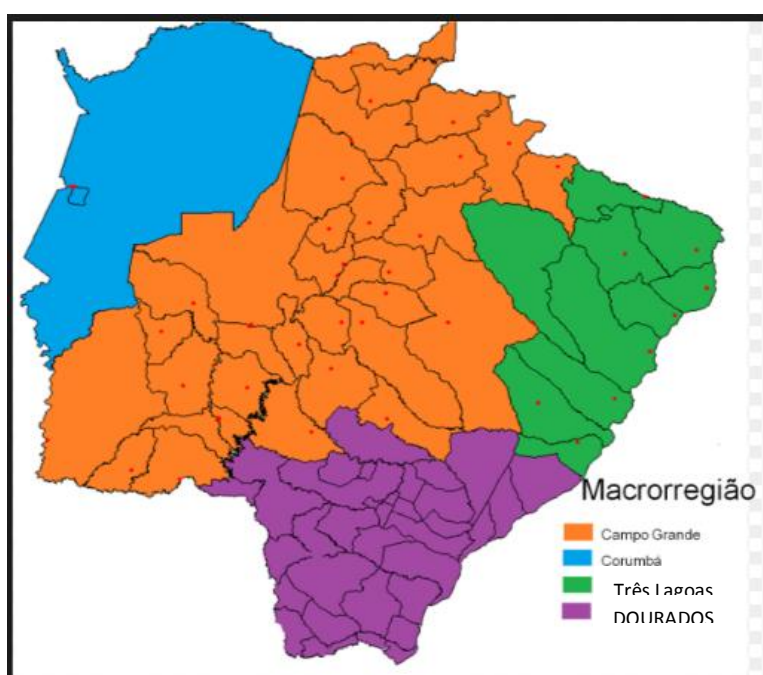 Macrorregião
Campo Grande
Corumbá
Três Lagoas
DOURADOS